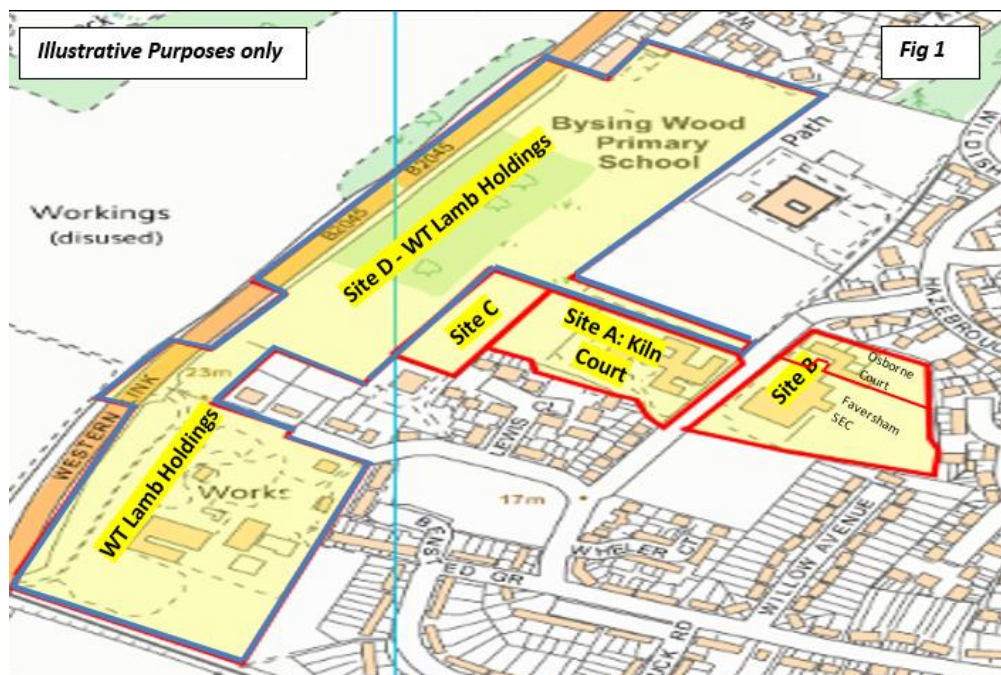 Illustrative Purposes only
Fig 1
Bysing Wood
Primary
School
Path
B2045
B2045
Workings
(disused)
Site D - WT Lamb Holdings
Site C
Site A: Kiln
Court
Site B
Osborne
Court
Faversham
SEC
23m
WESTERN
LINK
WT Lamb Holdings
Works
LEWIS
CL
17m
WHELER CT
WILLOW AVENUE